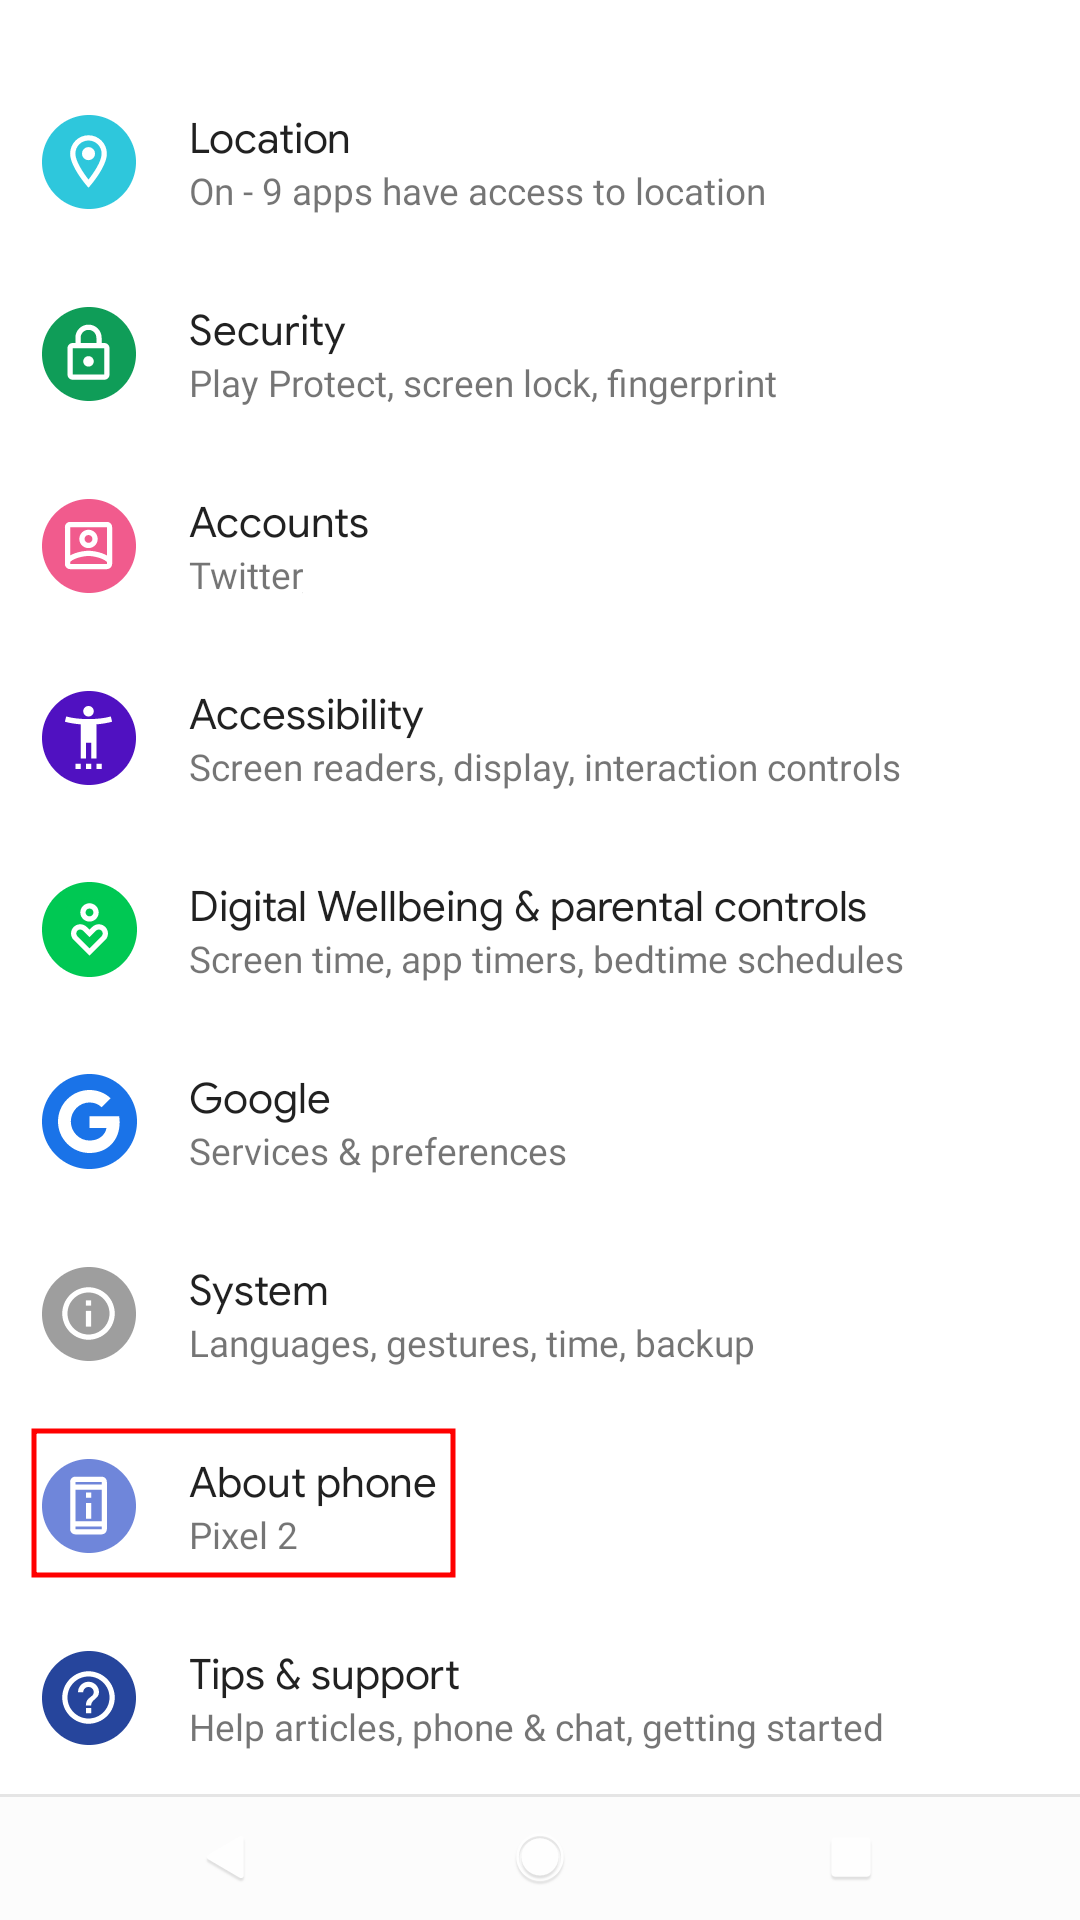 Location
On - 9 apps have access to location
Security
Play Protect, screen lock, fingerprint
Accounts
Twitter
Accessibility
Screen readers, display, interaction controls
Digital Wellbeing & parental controls
Screen time, app timers, bedtime schedules
Google
Services & preferences
System
Languages, gestures, time, backup
About phone
Pixel 2
Tips & support
Help articles, phone & chat, getting started